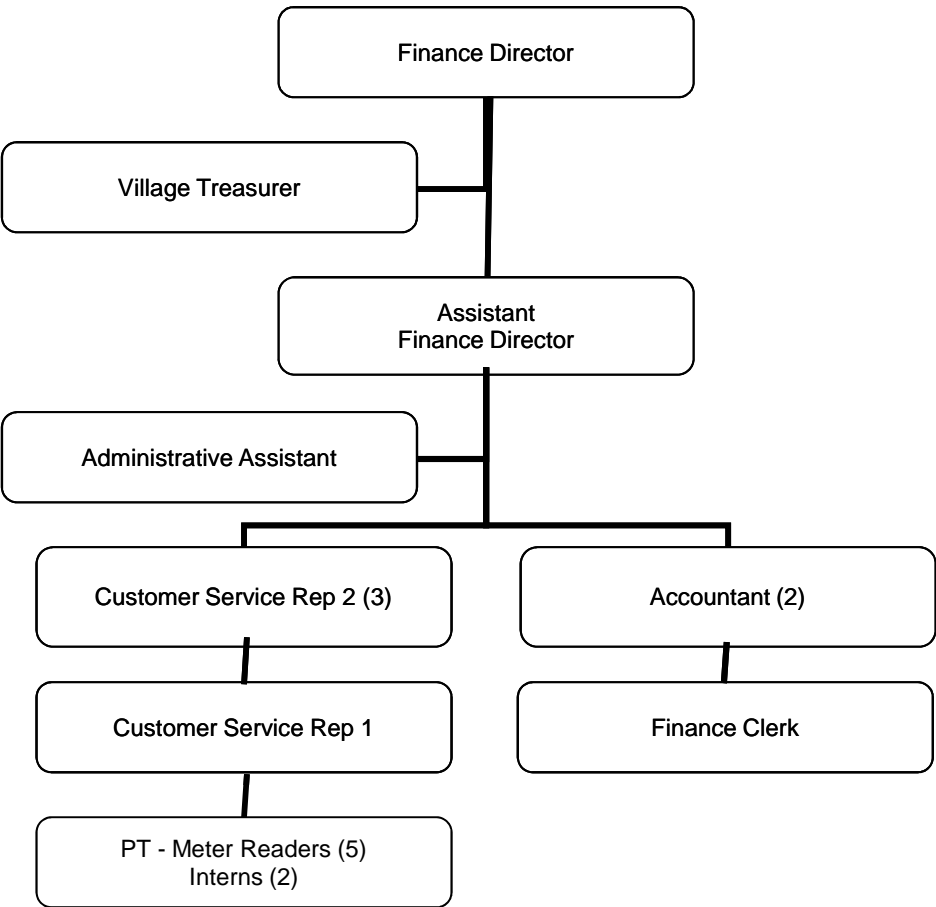 Finance Director
Village Treasurer
Assistant
Finance Director
Administrative Assistant
Customer Service Rep 2 (3)
Accountant (2)
Customer Service Rep 1
Finance Clerk
PT - Meter Readers (5)
Interns (2)